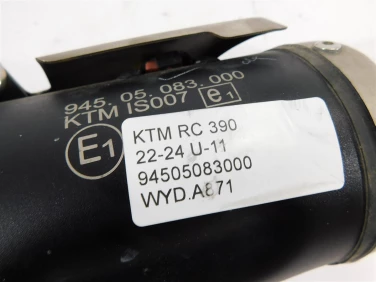 945.05.083.000
KTM IS007 e1
E1
KTM RC 390
22-24 U-11
94505083000
WYD.A871